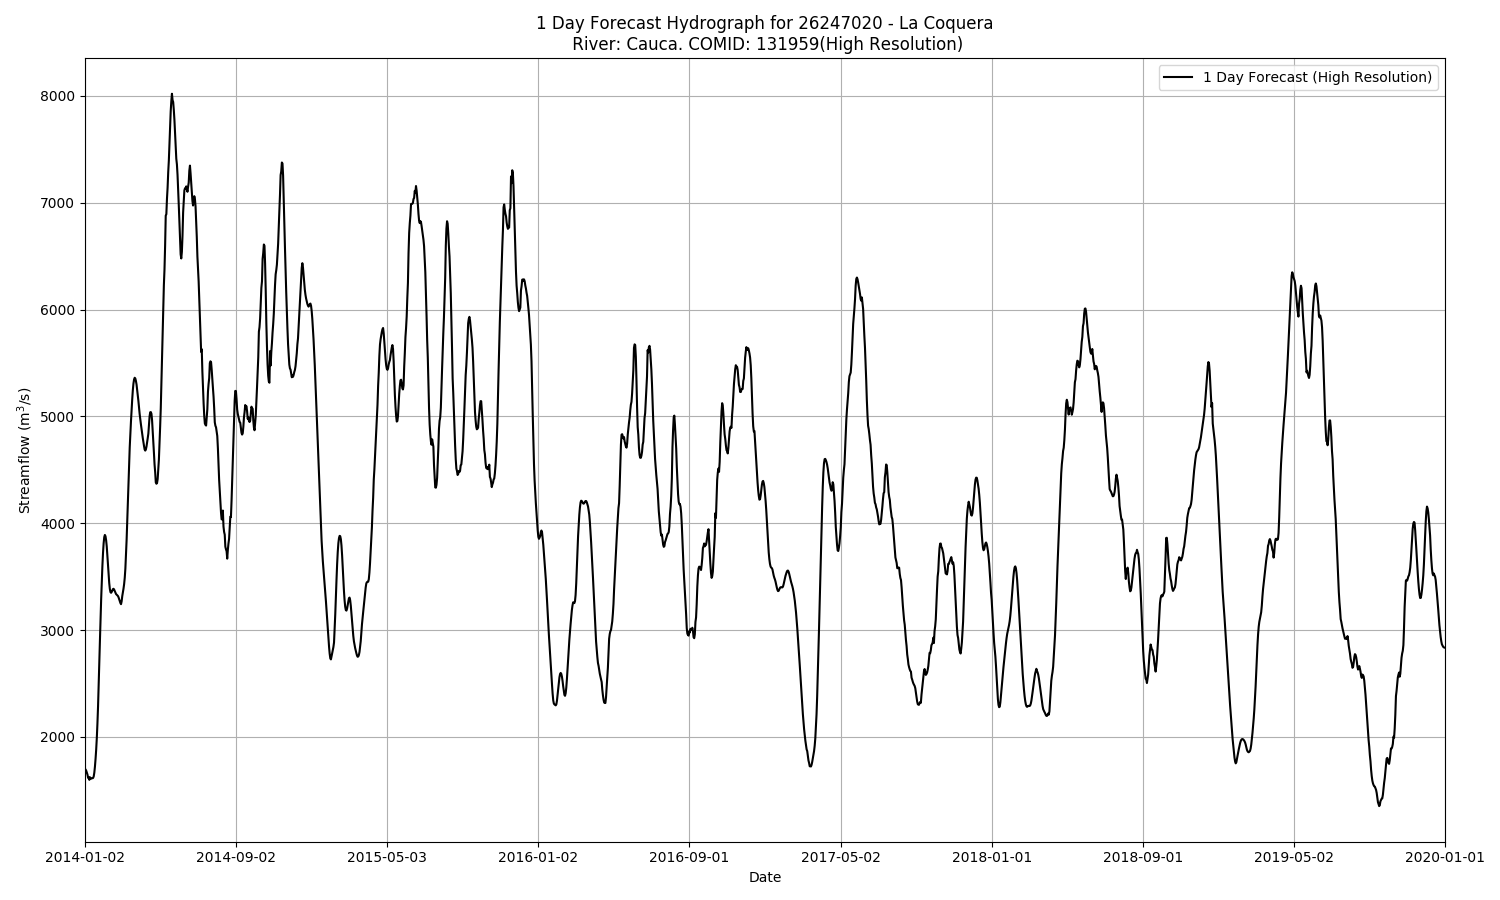 1 Day Forecast Hydrograph for 26247020 - La Coquera
River: Cauca. COMID: 131959(High Resolution)
1 Day Forecast (High Resolution)
8000
7000
6000
5000
4000
3000
2000
Streamflow (m³/s)
2014-01-02 2014-09-02 2015-05-03 2016-01-02 2016-09-01 2017-05-02 2018-01-01 2018-09-01 2019-05-02 2020-01-01
Date